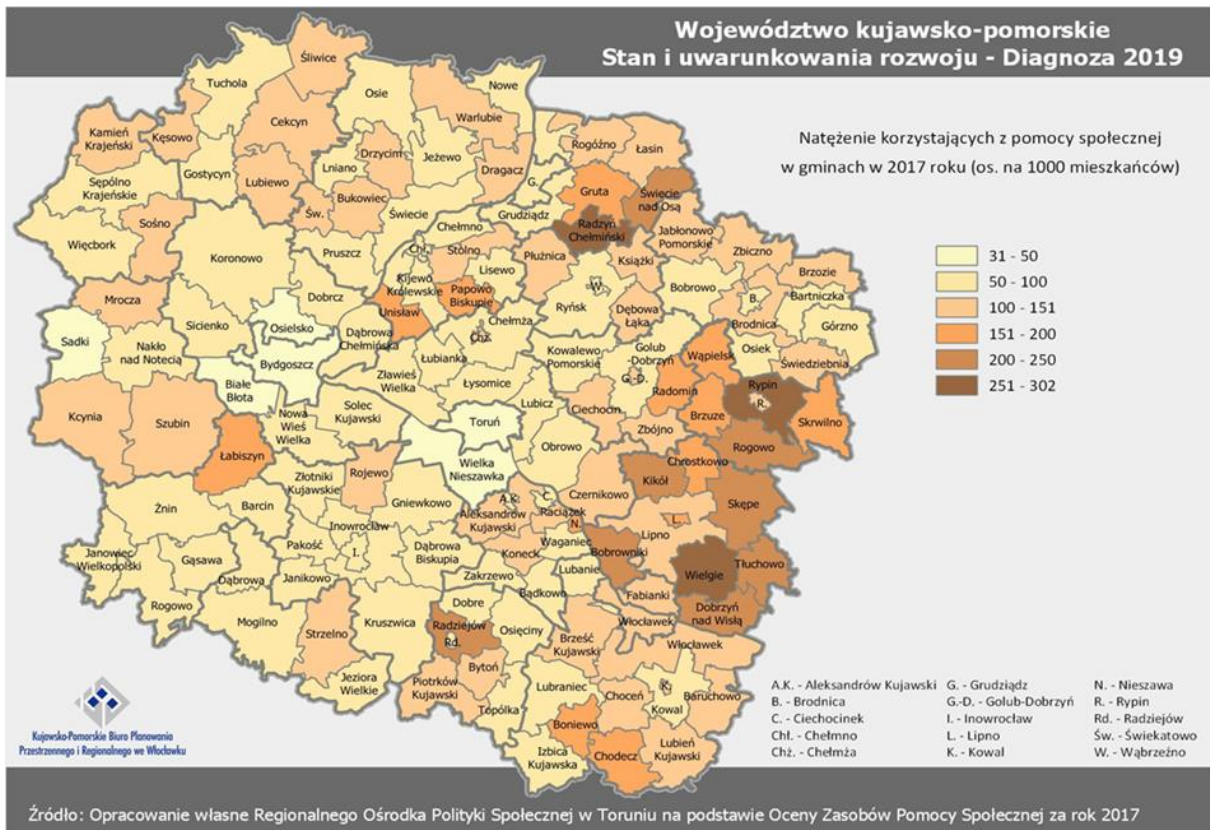 Województwo kujawsko-pomorskie
Stan i uwarunkowania rozwoju - Diagnoza 2019
Natężenie korzystających z pomocy społecznej
w gminach w 2017 roku (os. na 1000 mieszkańców)
31 - 50
50 - 100
100 - 151
151 - 200
200 - 250
251 - 302
Śliwice
Tuchola
Osie
Nowe
Kamień
Krajeński
Kęsowo
Cekcyn
Warlubie
Rogóźno
Łasin
Drzycim
Jeżewo
Lniano
Dragacz
Gostycyn
Lubiewo
G.
Gruta
Święcie
nad Osą
Sępólno
Krajeńskie
Bukowiec
Św.
Świecie
Grudziądz
Radzyń
Chełmiński
Sośno
Chełmno
Jabłonowo
Pomorskie
Zbiczno
Więcbork
Koronowo
Pruszcz
Chł.
Stolno
Płużnica
Książki
Brzozie
Kijewo
Królewskie
Lisewo
W.
Bobrowo
B.
Bartniczka
Mrocza
Dobrcz
Unisław
Papowo
Biskupie
Ryńsk
Dębowa
Łąka
Brodnica
Górzno
Sicienko
Osielsko
Dąbrowa
Chełmińska
Chełmża
Chż.
Sadki
Nakło
nad Notecią
Bydgoszcz
Łubianka
Kowalewo
Pomorskie
Golub
-Dobrzyń
G.-D.
Wąpielsk
Osiek
Świedziebnia
Białe
Błota
Zławieś
Wielka
Łysomice
Radomin
Rypin
R.
Kcynia
Szubin
Nowa
Wieś
Wielka
Solec
Kujawski
Lubicz
Ciechocin
Brzuze
Skrwilno
Toruń
Zbójno
Łabiszyn
Obrowo
Rogowo
Wielka
Nieszawka
Chrostkowo
Złotniki
Kujawskie
Rojewo
Kikół
Gniewkowo
Czernikowo
Skępe
Żnin
Barcin
A.K.
C.
Aleksandrów
Kujawski
Raciążek
N.
L.
Inowrocław
I.
Lipno
Pakość
Dąbrowa
Biskupia
Koneck
Waganiec
Bobrowniki
Janowiec
Wielkopolski
Gąsawa
Dąbrowa
Janikowo
Zakrzewo
Lubanie
Wielgie
Tłuchowo
Rogowo
Bądkowo
Fabianki
Dobrzyń
nad Wisłą
Mogilno
Dobre
Kruszwica
Strzelno
Radziejów
Rd.
Osięciny
Włocławek
Brześć
Kujawski
Włocławek
Jeziora
Wielkie
Bytoń
Piotrków
Kujawski
Lubraniec
Choceń
K.
Kowal
Baruchowo
Topólka
Boniewo
Izbica
Kujawska
Chodecz
Lubień
Kujawski
A.K. - Aleksandrów Kujawski
B. - Brodnica
C. - Ciechocinek
Chł. - Chełmno
Chż. - Chełmża
G. - Grudziądz
G.-D. - Golub-Dobrzyń
I. - Inowrocław
L. - Lipno
K. - Kowal
N. - Nieszawa
R. - Rypin
Rd. - Radziejów
Św. - Świekatowo
W. - Wąbrzeźno
Kujawsko-Pomorskie Biuro Planowania
Przestrzennego i Regionalnego we Włocławku
Źródło: Opracowanie własne Regionalnego Ośrodka Polityki Społecznej w Toruniu na podstawie Oceny Zasobów Pomocy Społecznej za rok 2017